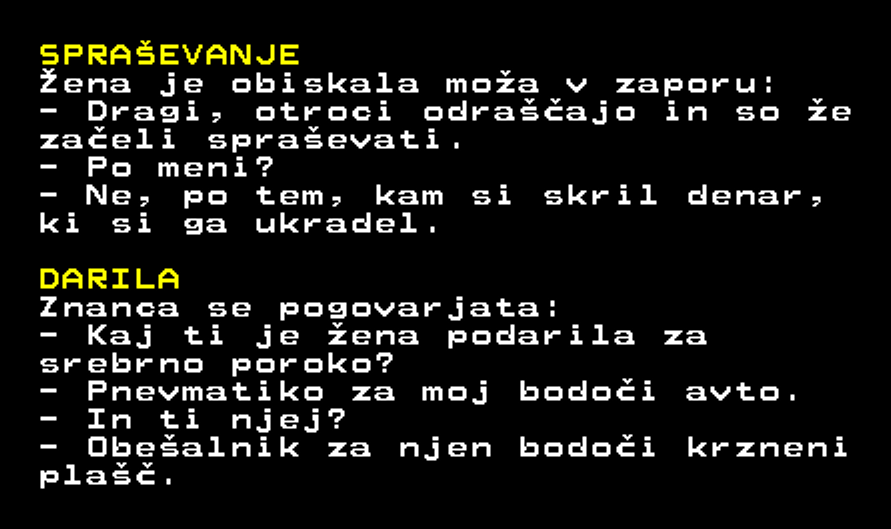 SPRAŠEVANJE
Žena je obiskala moža v zaporu:
- Dragi, otroci odraščajo in so že
začeli spraševati.
- Po meni?
- Ne, po tem, kam si skril denar,
ki si ga ukradel.
DARILA
Znanca se pogovarjata:
- Kaj ti je žena podarila za
srebrno poroko?
- Pnevmatiko za moj bodoči avto.
- In ti njej?
- Obešalnik za njen bodoči krzneni
plašč.